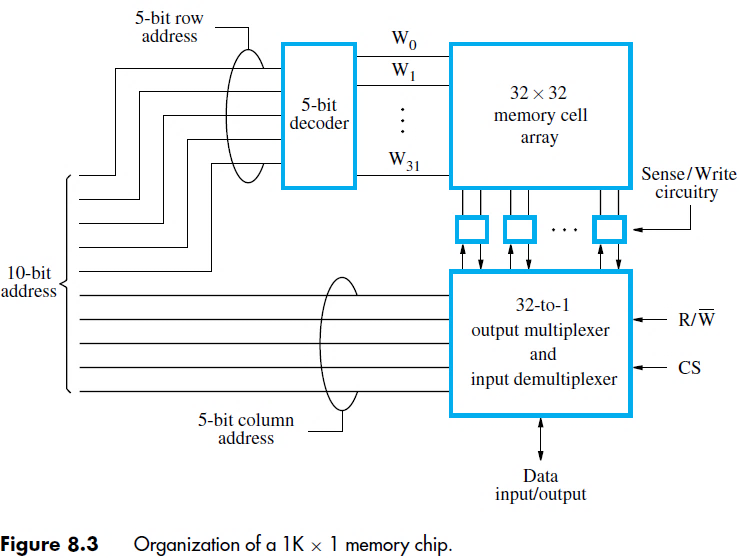 5-bit row
address
W0
W1
5-bit
decoder
. . .
W31
32 × 32
memory cell
array
Sense/Write
circuitry
. . .
10-bit
address
32-to-1
output multiplexer
and
input demultiplexer
R/W̅
CS
5-bit column
address
Data
input/output
Figure 8.3 Organization of a 1K × 1 memory chip.